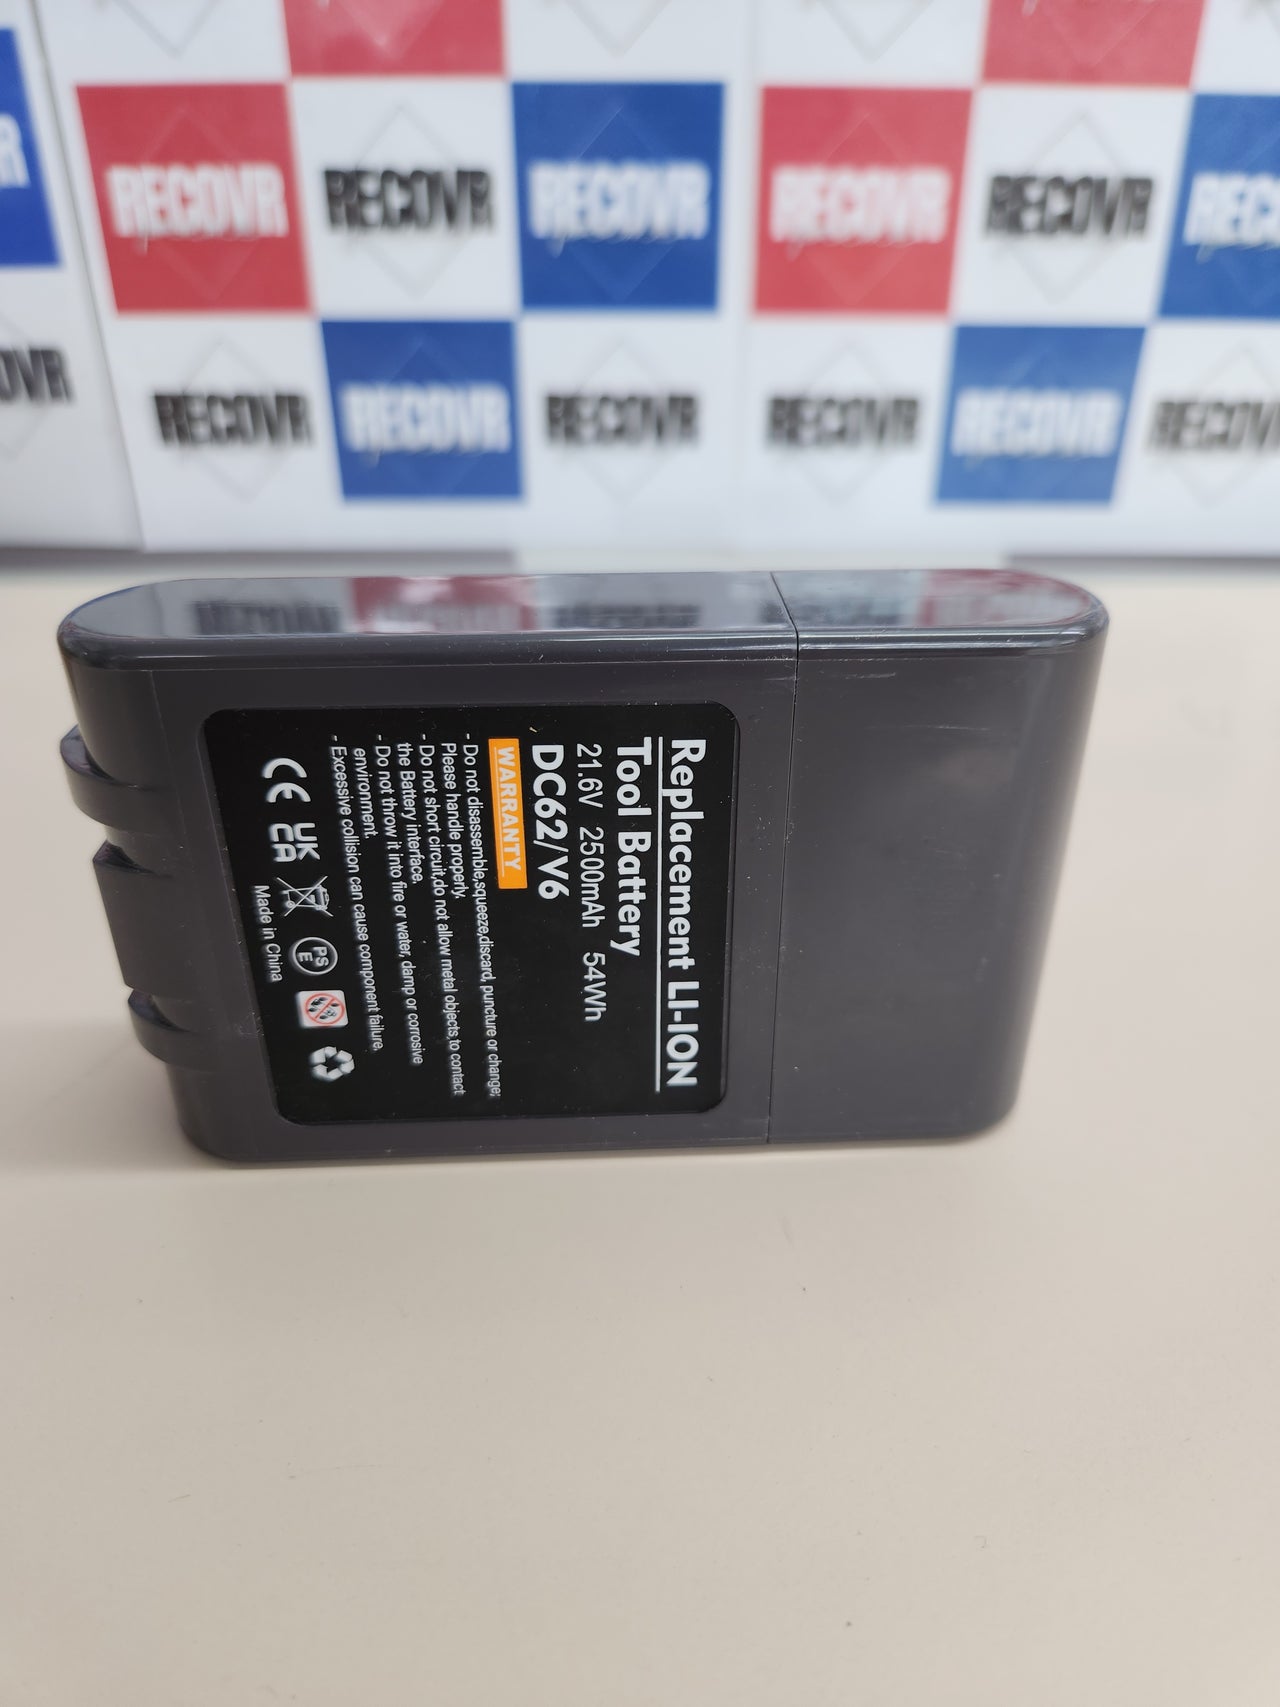 RECOVR RECOVR RECOVR RECOVR RECOVR
RECOVR RECOVR RECOVR RECOVR RECOVR
Replacement LI-ION
Tool Battery
21.6V 2500mAh 54Wh
DC62/V6
WARRANTY
- Do not disassemble,squeeze,discard, puncture or change;
Please handle properly.
- Do not short circuit,do not allow metal objects,to contact
the Battery interface.
- Do not throw it into fire or water, damp or corrosive
environment.
- Excessive collision can cause component failure.
CE UK CA PS E
Made in China